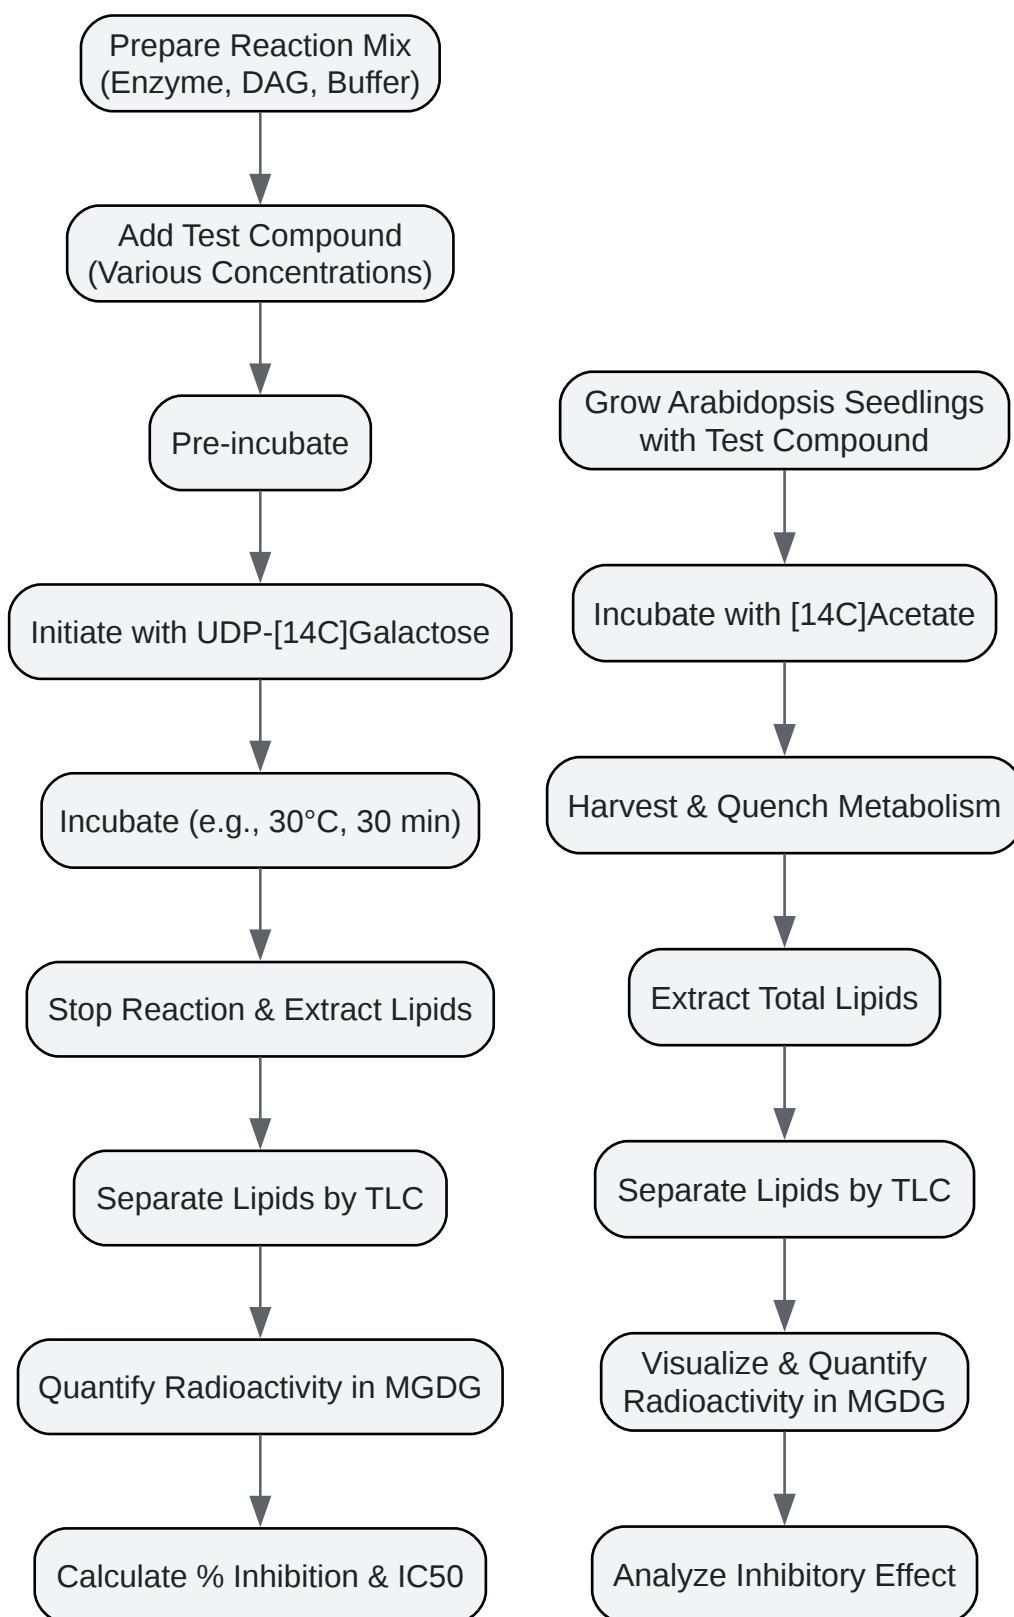 Prepare Reaction Mix
(Enzyme, DAG, Buffer)
Add Test Compound
(Various Concentrations)
Pre-incubate
Initiate with UDP-[14C]Galactose
Incubate (e.g., 30°C, 30 min)
Stop Reaction & Extract Lipids
Separate Lipids by TLC
Quantify Radioactivity in MGDG
Calculate % Inhibition & IC50
Grow Arabidopsis Seedlings
with Test Compound
Incubate with [14C]Acetate
Harvest & Quench Metabolism
Extract Total Lipids
Separate Lipids by TLC
Visualize & Quantify
Radioactivity in MGDG
Analyze Inhibitory Effect